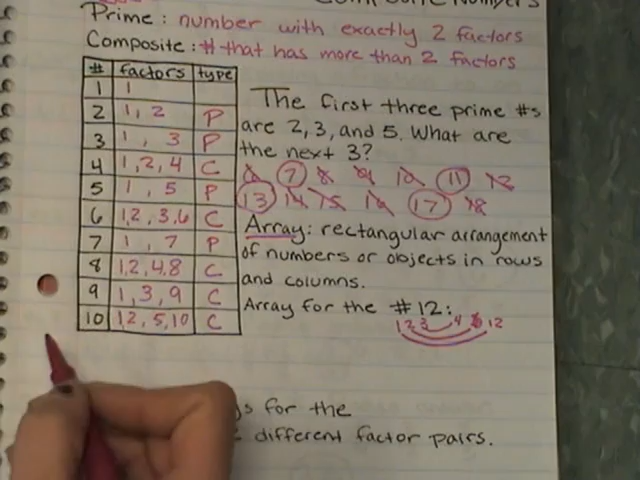 Numbers
Prime: number with exactly 2 factors
Composite: # that has more than 2 factors
# factors type
1 1
2 1, 2 P
3 1, 3 P
4 1, 2, 4 C
5 1, 5 P
6 1,2,3,6 C
7 1, 7 P
8 1,2,4,8 C
9 1, 3, 9 C
10 1,2,5,10 C
The first three prime #s
are 2, 3, and 5. What are
the next 3?
6 7 8 9 10 11 12
13 14 15 16 17 18
Array: rectangular arrangement
of numbers or objects in rows
and columns.
Array for the #12:
1 2 3 4 6 12
s for the
different factor pairs.